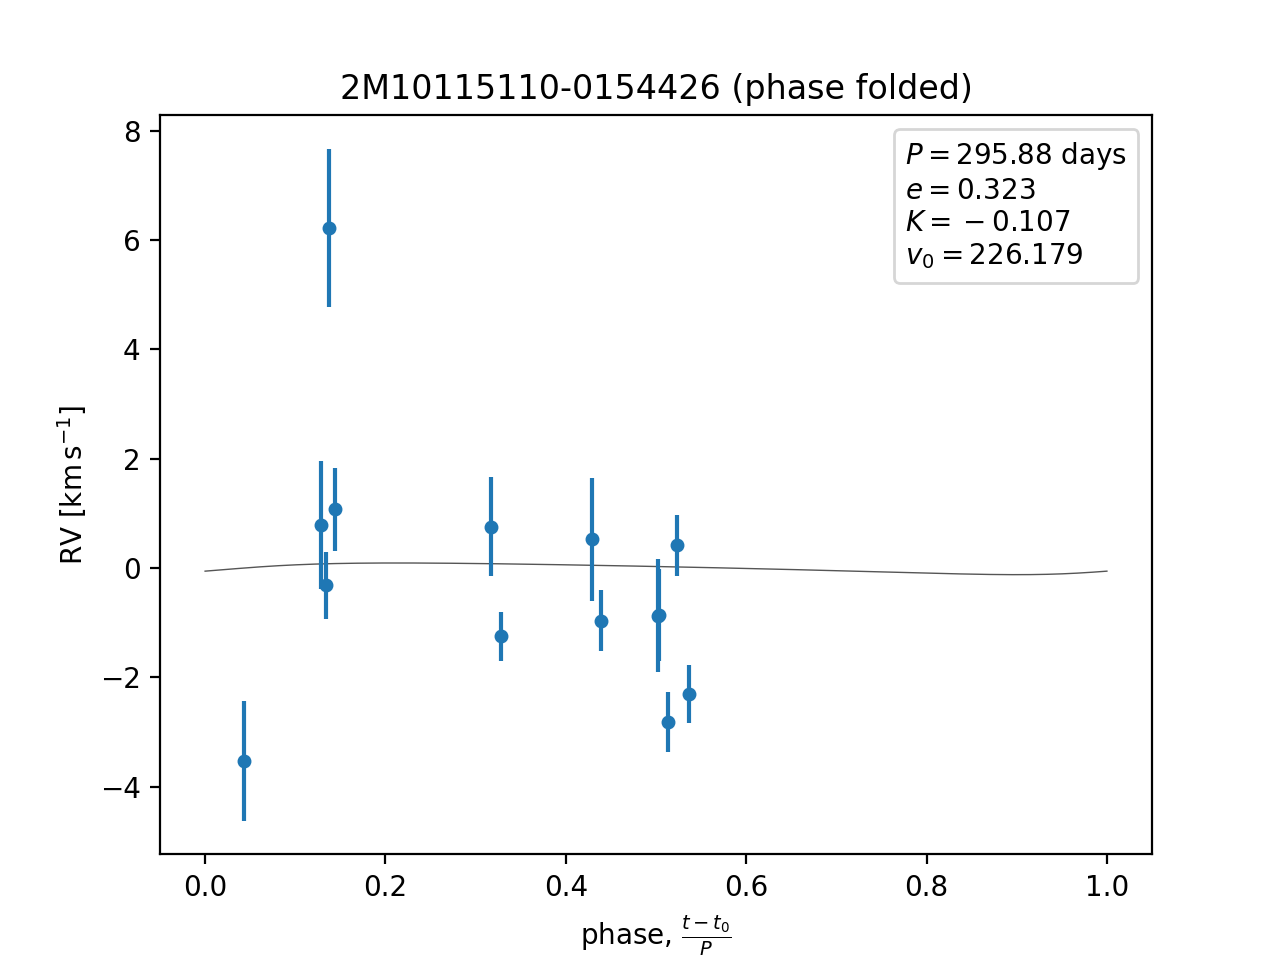 2M10115110-0154426 (phase folded)
P = 295.88 days
e = 0.323
K = −0.107
v₀ = 226.179
8
6
4
2
0
−2
−4
RV [km s⁻¹]
0.0 0.2 0.4 0.6 0.8 1.0
phase, (t − t₀)/P